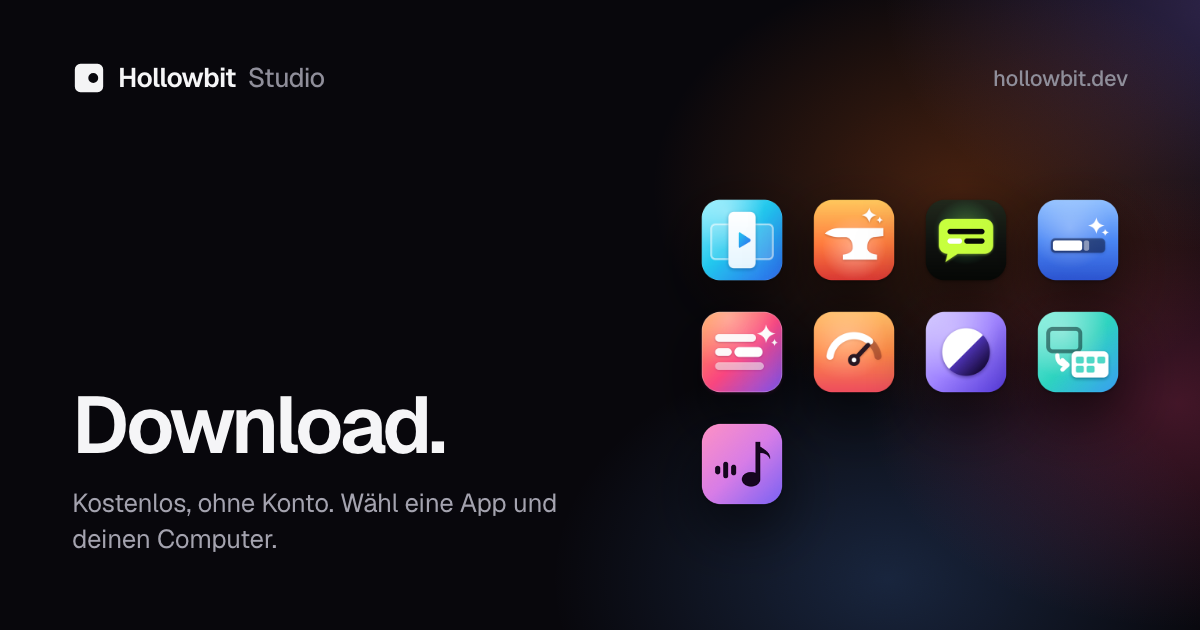 Hollowbit Studio
hollowbit.dev
Download.
Kostenlos, ohne Konto. Wähl eine App und
deinen Computer.